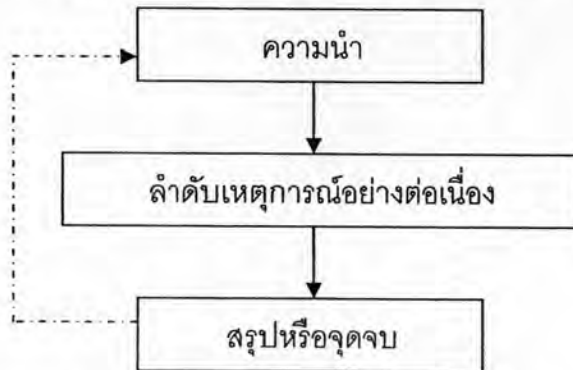 ความนำ
ลำดับเหตุการณ์อย่างต่อเนื่อง
สรุปหรือจุดจบ